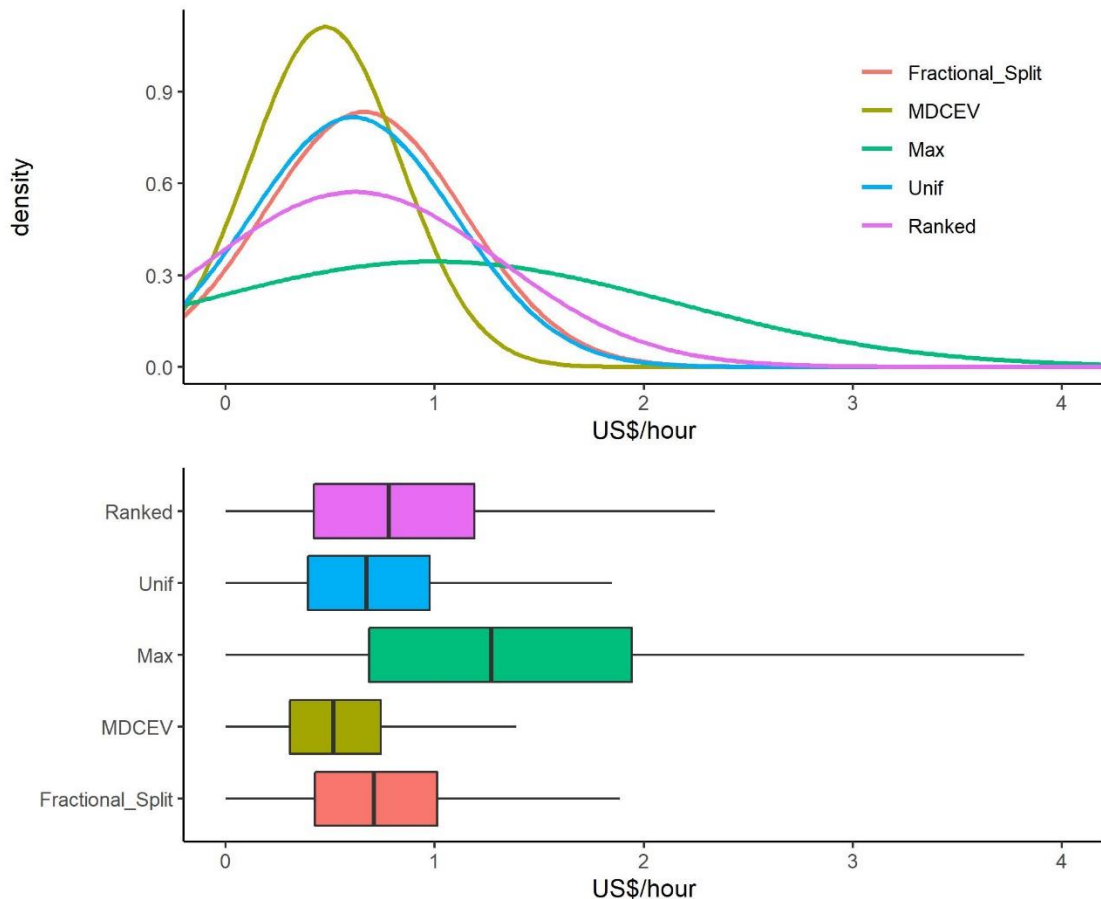 density
0.9
0.6
0.3
0.0
Fractional_Split
MDCEV
Max
Unif
Ranked
0 1 2 3 4
US$/hour
Ranked
Unif
Max
MDCEV
Fractional_Split
0 1 2 3 4
US$/hour